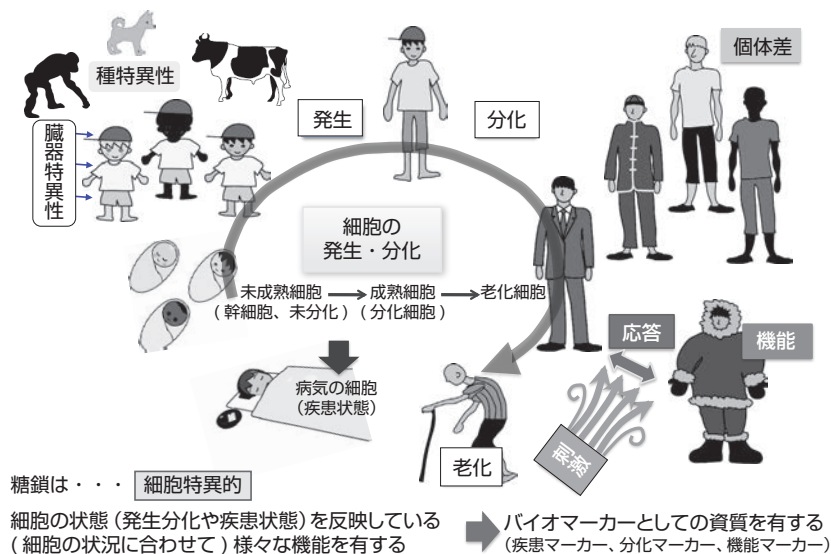 種特異性
個体差
臓器特異性
発生
分化
細胞の
発生・分化
未成熟細胞→成熟細胞→老化細胞
(幹細胞、未分化)(分化細胞)
病気の細胞
(疾患状態)
応答
機能
刺激
老化
糖鎖は・・・ 細胞特異的
細胞の状態(発生分化や疾患状態)を反映している
(細胞の状況に合わせて)様々な機能を有する
バイオマーカーとしての資質を有する
(疾患マーカー、分化マーカー、機能マーカー)